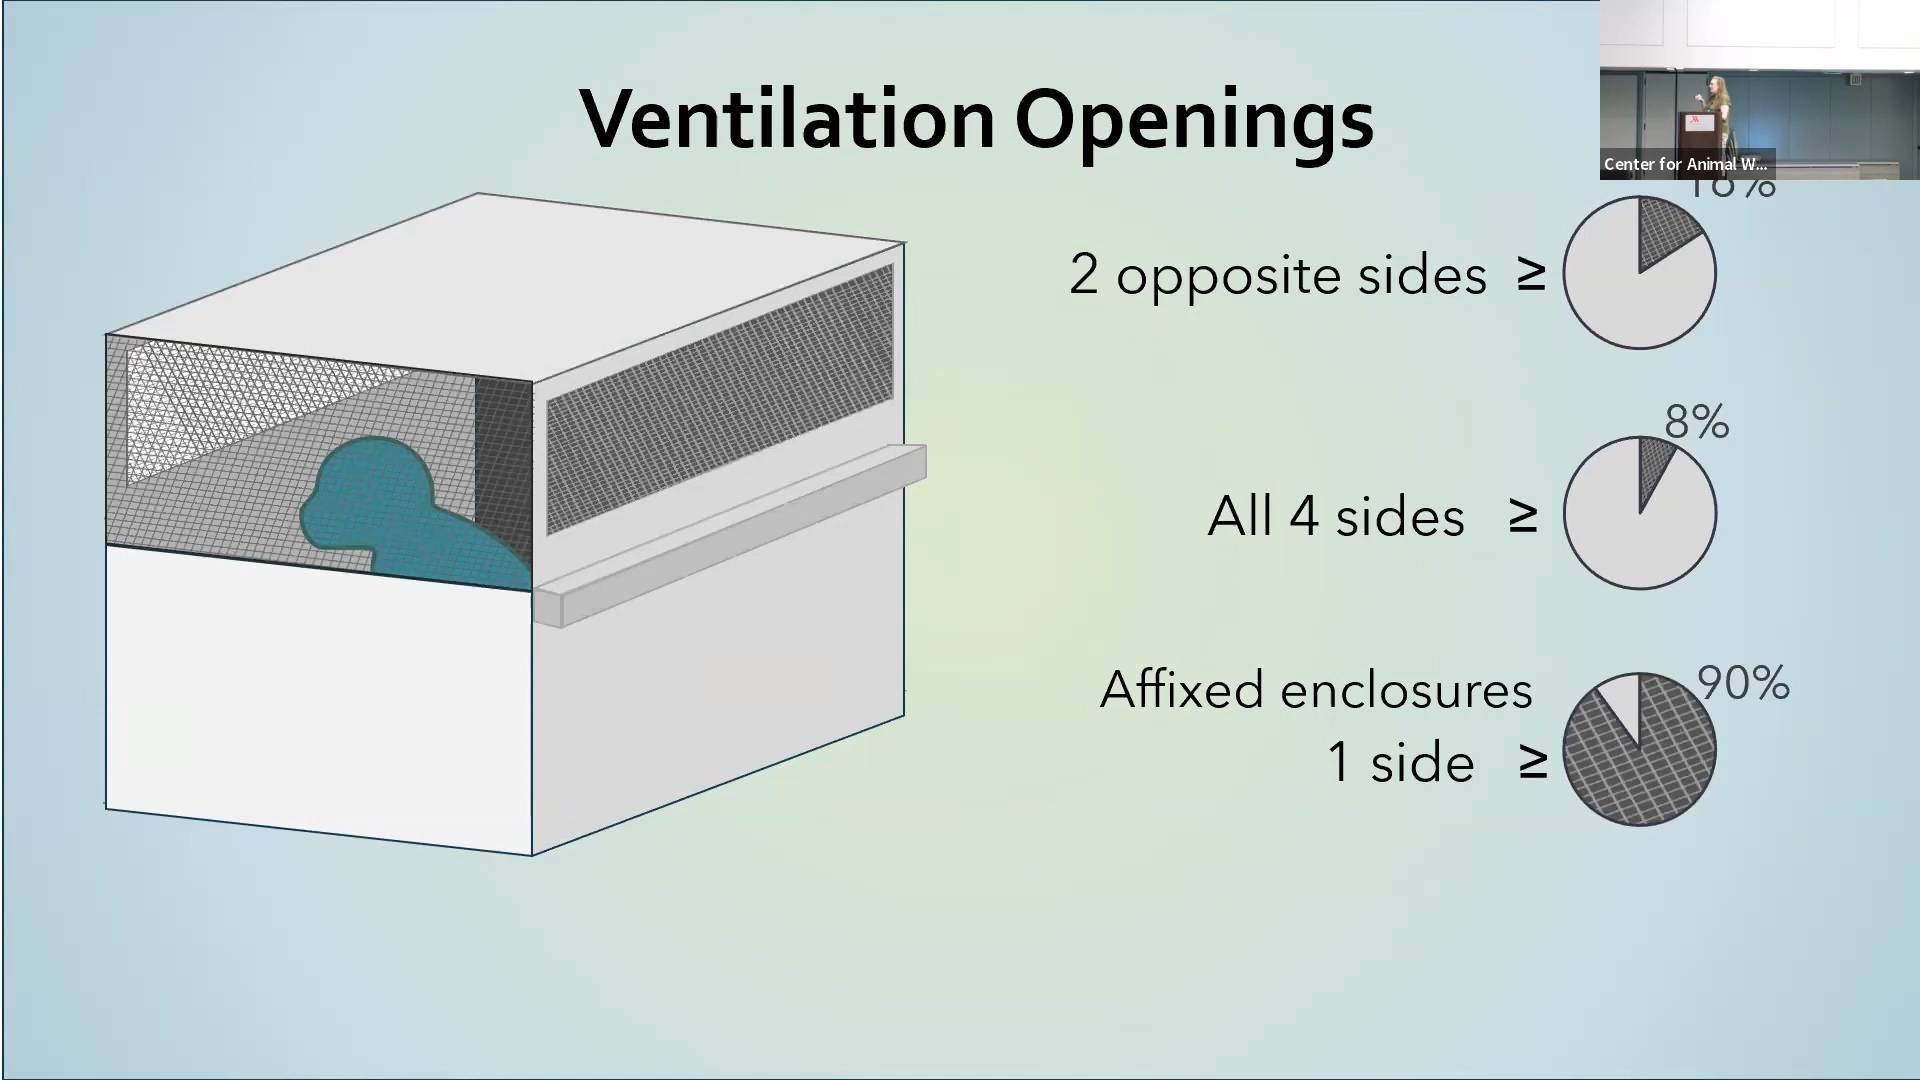 Ventilation Openings
Center for Animal W...
2 opposite sides ≥
8%
All 4 sides ≥
Affixed enclosures
90%
1 side ≥